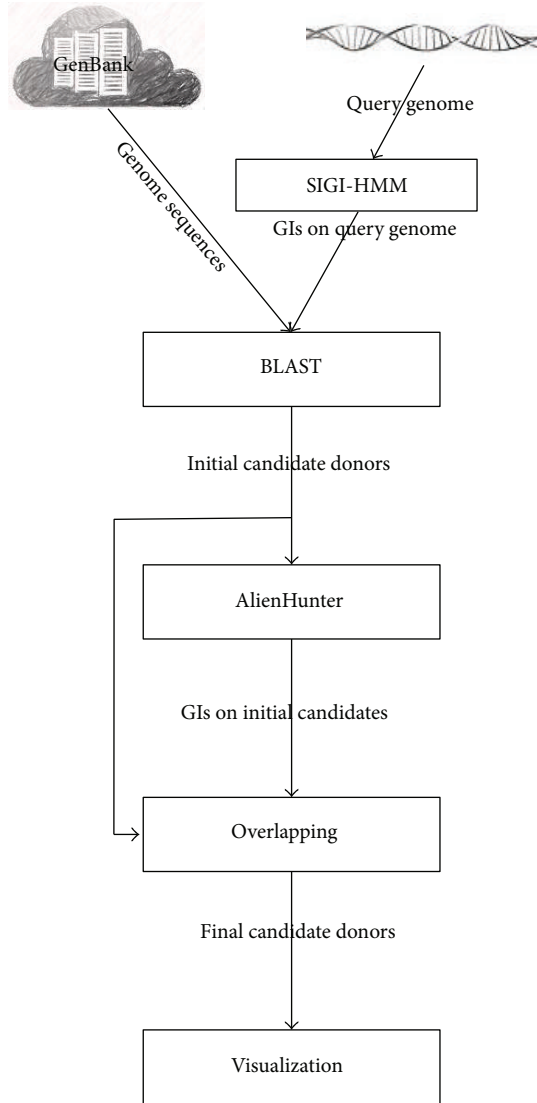 GenBank
Query genome
Genome sequences
SIGI-HMM
GIs on query genome
BLAST
Initial candidate donors
AlienHunter
GIs on initial candidates
Overlapping
Final candidate donors
Visualization